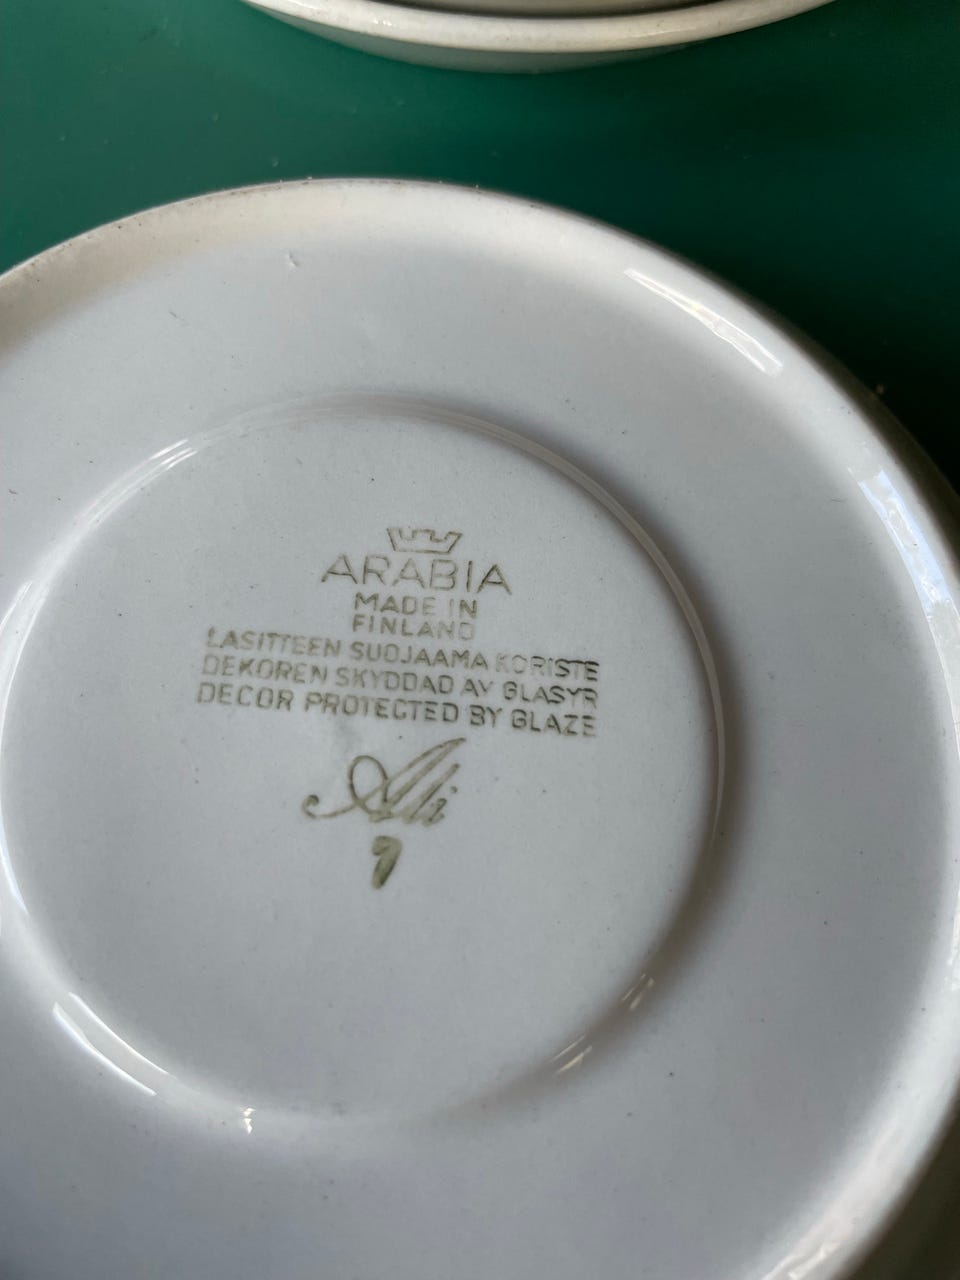 ARABIA
MADE IN
FINLAND
LASITTEEN SUOJAAMA KORISTE
DEKOREN SKYDDAD AV GLASYR
DECOR PROTECTED BY GLAZE
Ali